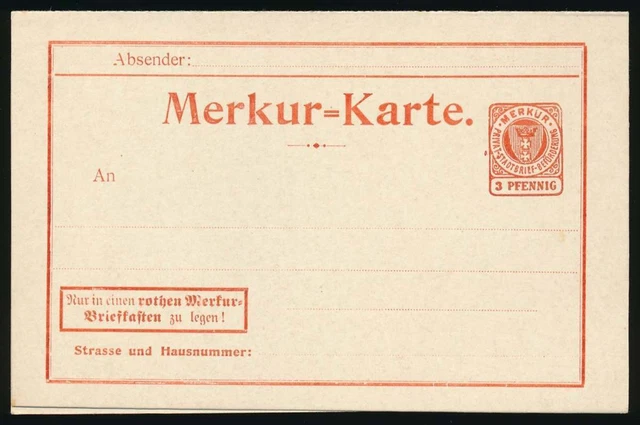 Absender:
Merkur=Karte.
MERKUR
PRIVAT-STADTBRIEF-BEFÖRDERUNG
3 PFENNIG
An
Nur in einen rothen Merkur=
Briefkasten zu legen!
Strasse und Hausnummer: